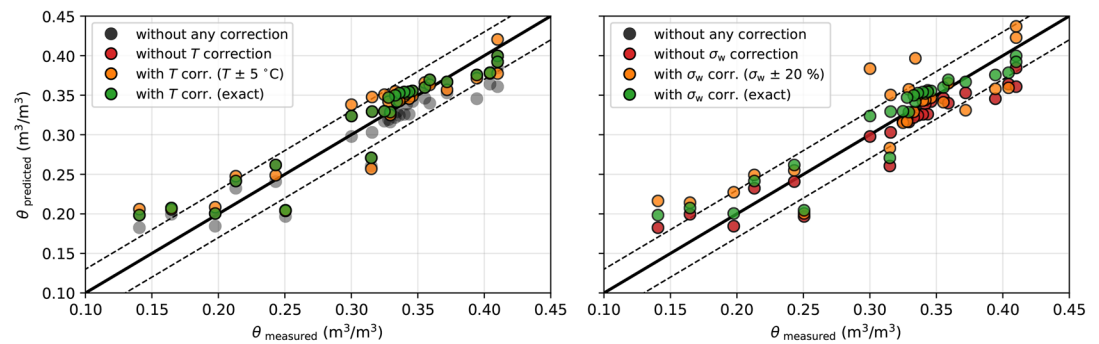 0.45
0.40
0.35
0.30
0.25
0.20
0.15
0.10
θ predicted (m³/m³)
without any correction
without T correction
with T corr. (T ± 5 °C)
with T corr. (exact)
0.10 0.15 0.20 0.25 0.30 0.35 0.40 0.45
θ measured (m³/m³)
without any correction
without σw correction
with σw corr. (σw ± 20 %)
with σw corr. (exact)
0.10 0.15 0.20 0.25 0.30 0.35 0.40 0.45
θ measured (m³/m³)